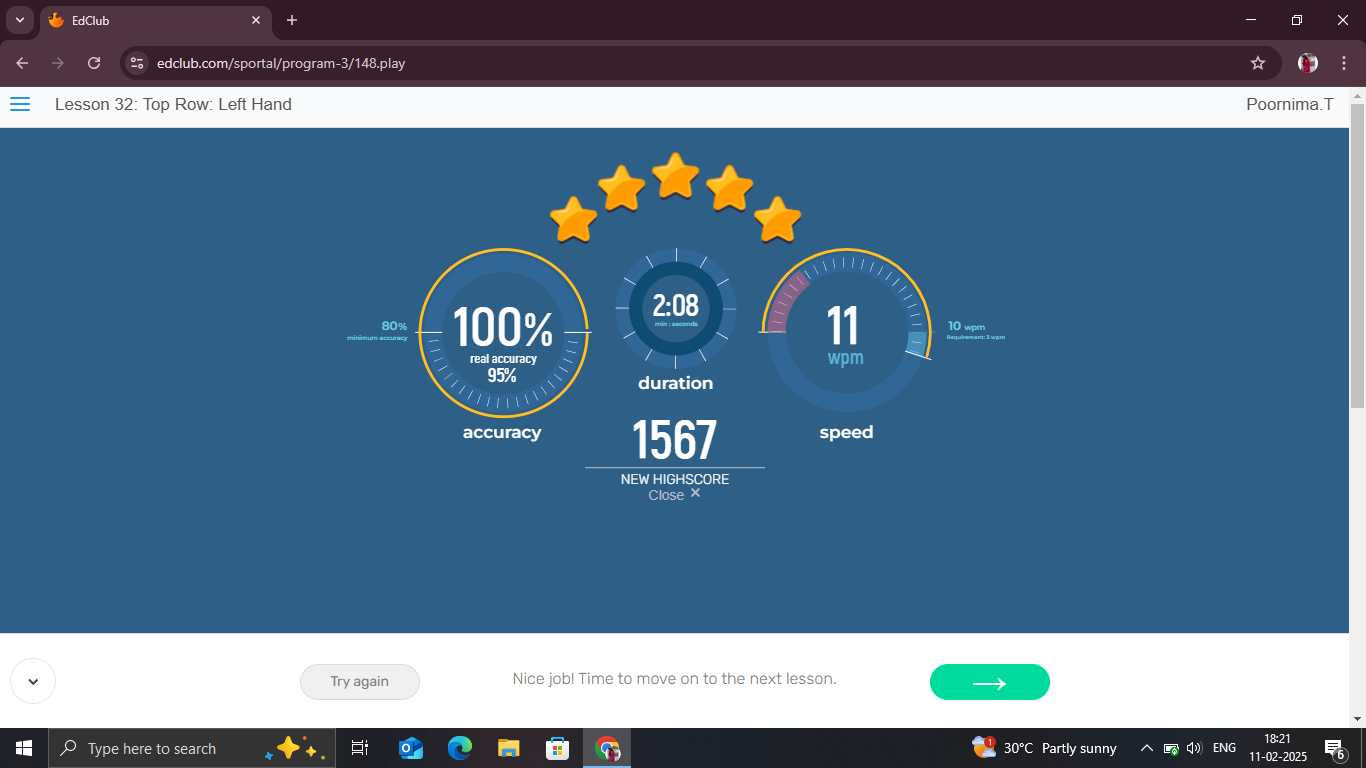 EdClub
edclub.com/sportal/program-3/148.play
Lesson 32: Top Row: Left Hand
Poornima.T
80%
minimum accuracy
100%
real accuracy
95%
accuracy
2:08
min : seconds
duration
11
wpm
speed
10 wpm
Requirement: 3 wpm
1567
NEW HIGHSCORE
Close ×
Try again
Nice job! Time to move on to the next lesson.
Type here to search
1
30°C Partly sunny
ENG
18:21
11-02-2025
6